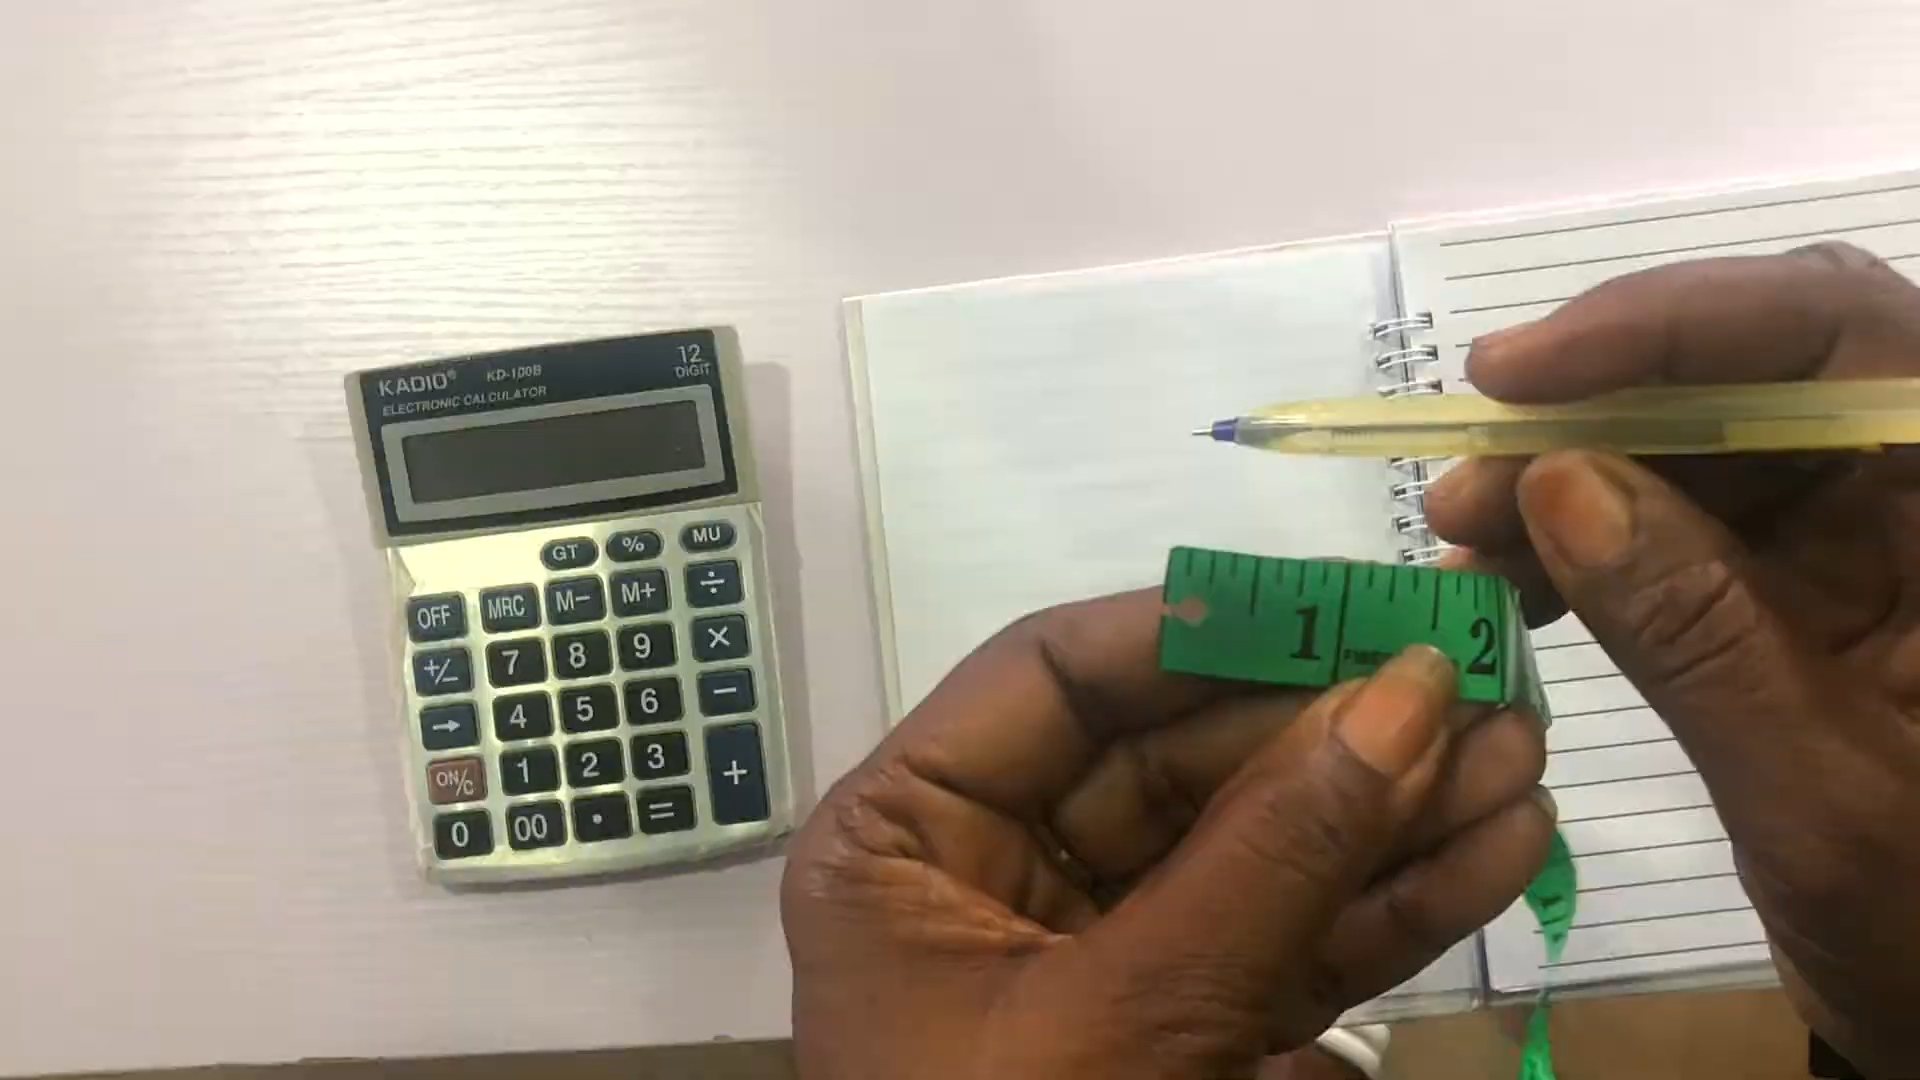 KADIO® KD-100B
12 DIGIT
ELECTRONIC CALCULATOR
GT % MU
OFF MRC M− M+ ÷
+/− 7 8 9 ×
→ 4 5 6 −
ON/C 1 2 3 +
0 00 • =
1 2